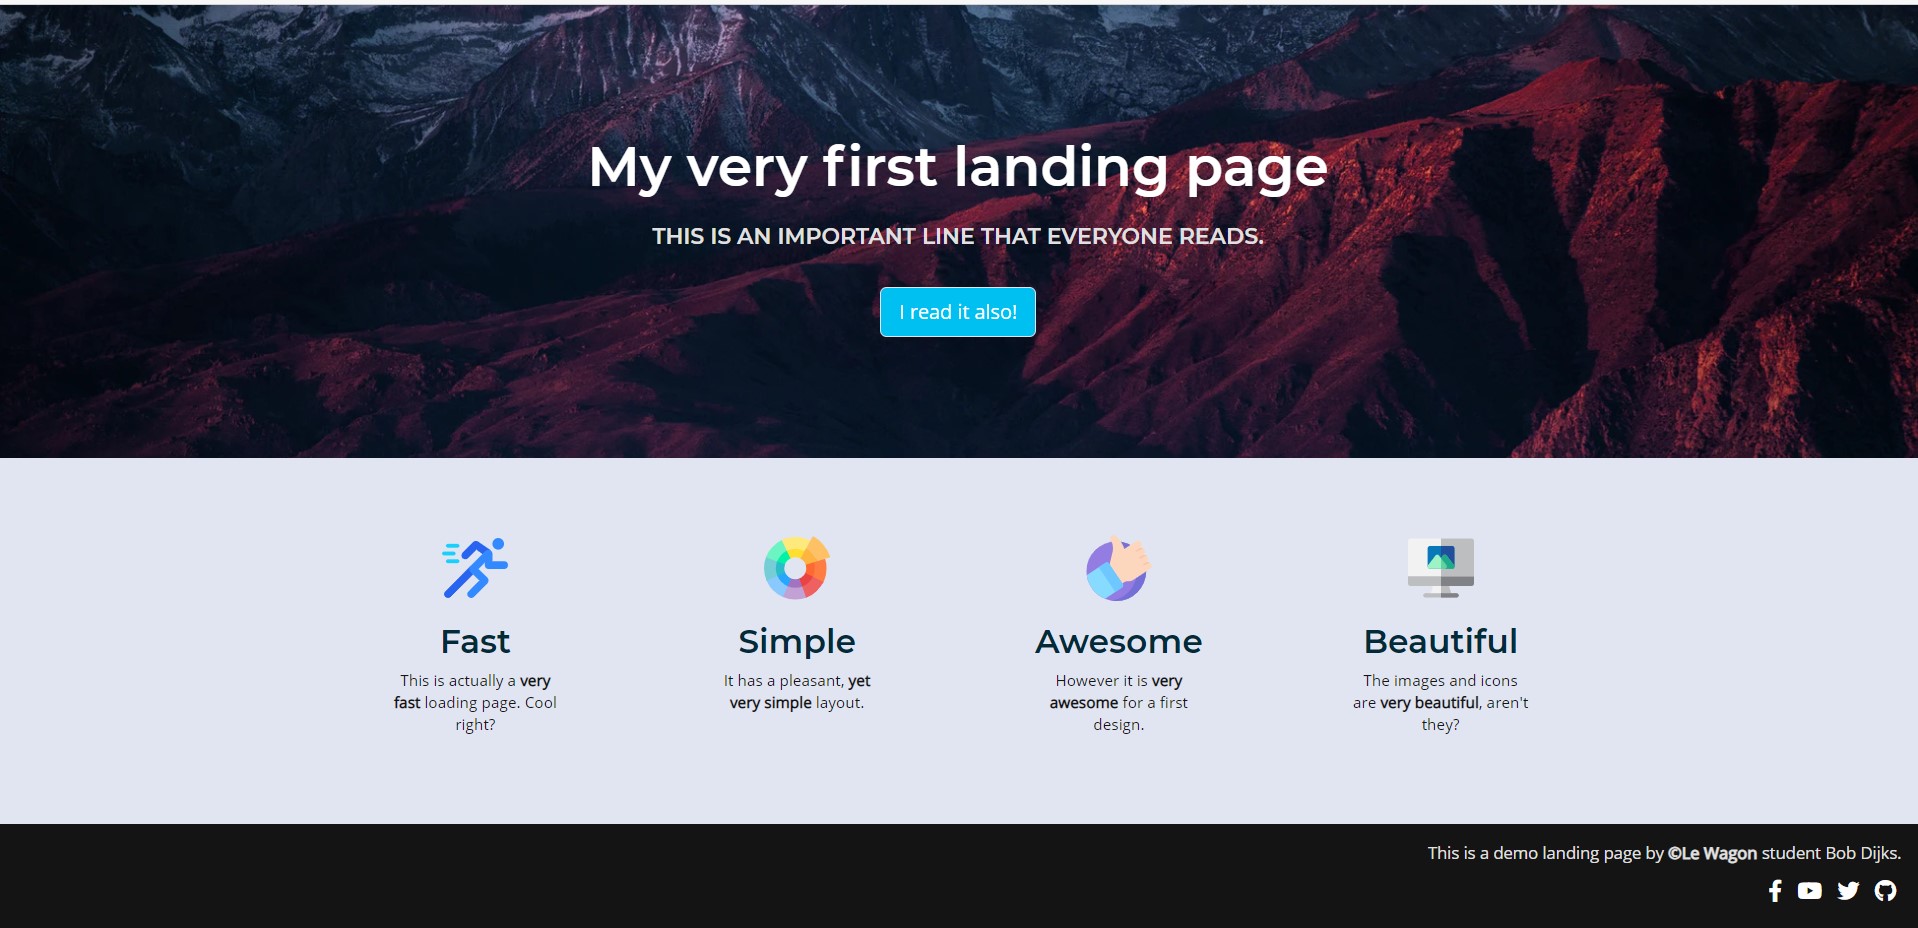 My very first landing page
THIS IS AN IMPORTANT LINE THAT EVERYONE READS.
I read it also!
Fast
This is actually a very
fast loading page. Cool
right?
Simple
It has a pleasant, yet
very simple layout.
Awesome
However it is very
awesome for a first
design.
Beautiful
The images and icons
are very beautiful, aren't
they?
This is a demo landing page by ©Le Wagon student Bob Dijks.